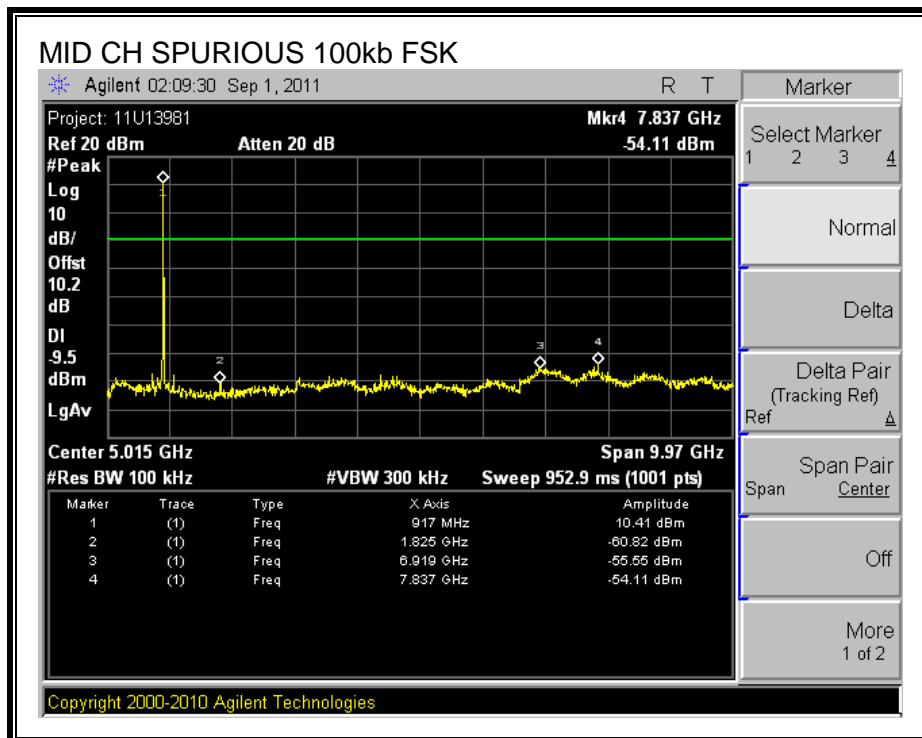 MID CH SPURIOUS 100kb FSK
Agilent 02:09:30 Sep 1, 2011 R T
Project: 11U13981 Mkr4 7.837 GHz
Ref 20 dBm Atten 20 dB -54.11 dBm
#Peak
Log
10
dB/
Offst
10.2
dB
DI
-9.5
dBm
LgAv
2
3
4
Center 5.015 GHz Span 9.97 GHz
#Res BW 100 kHz #VBW 300 kHz Sweep 952.9 ms (1001 pts)
Marker Trace Type X Axis Amplitude
1 (1) Freq 917 MHz 10.41 dBm
2 (1) Freq 1.825 GHz -60.82 dBm
3 (1) Freq 6.919 GHz -55.55 dBm
4 (1) Freq 7.837 GHz -54.11 dBm
Copyright 2000-2010 Agilent Technologies
Marker
Select Marker
1 2 3 4
Normal
Delta
Delta Pair
(Tracking Ref)
Ref Δ
Span Pair
Span Center
Off
More
1 of 2